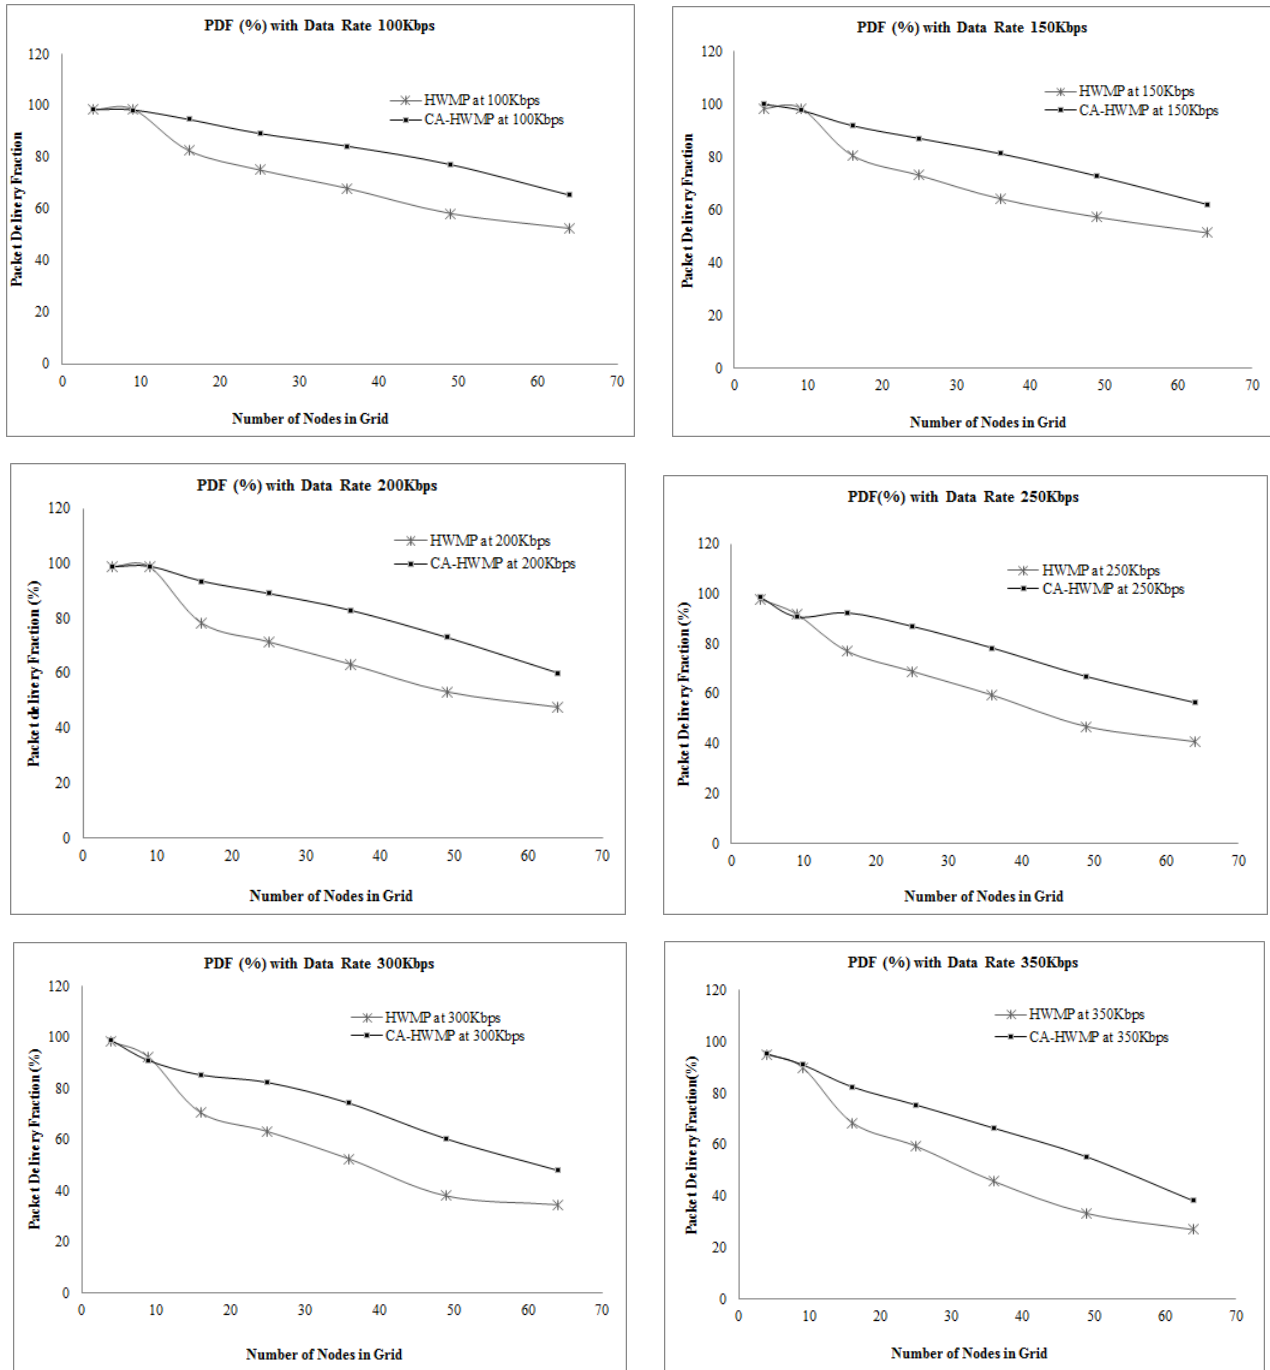 PDF (%) with Data Rate 100Kbps
120
100
80
60
40
20
0
Packet Delivery Fraction
HWMP at 100Kbps
CA-HWMP at 100Kbps
0 10 20 30 40 50 60 70
Number of Nodes in Grid
PDF (%) with Data Rate 150Kbps
120
100
80
60
40
20
0
Packet Delivery Fraction
HWMP at 150Kbps
CA-HWMP at 150Kbps
0 10 20 30 40 50 60 70
Number of Nodes in Grid
PDF (%) with Data Rate 200Kbps
120
100
80
60
40
20
0
Packet delivery Fraction (%)
HWMP at 200Kbps
CA-HWMP at 200Kbps
0 10 20 30 40 50 60 70
Number of Nodes in Grid
PDF(%) with Data Rate 250Kbps
120
100
80
60
40
20
0
Packet Delivery Fraction (%)
HWMP at 250Kbps
CA-HWMP at 250Kbps
0 10 20 30 40 50 60 70
Number of Nodes in Grid
PDF (%) with Data Rate 300Kbps
120
100
80
60
40
20
0
Packet Delivery Fraction (%)
HWMP at 300Kbps
CA-HWMP at 300Kbps
0 10 20 30 40 50 60 70
Number of Nodes in Grid
PDF (%) with Data Rate 350Kbps
120
100
80
60
40
20
0
Packet Delivery Fraction(%)
HWMP at 350Kbps
CA-HWMP at 350Kbps
0 10 20 30 40 50 60 70
Number of Nodes in Grid